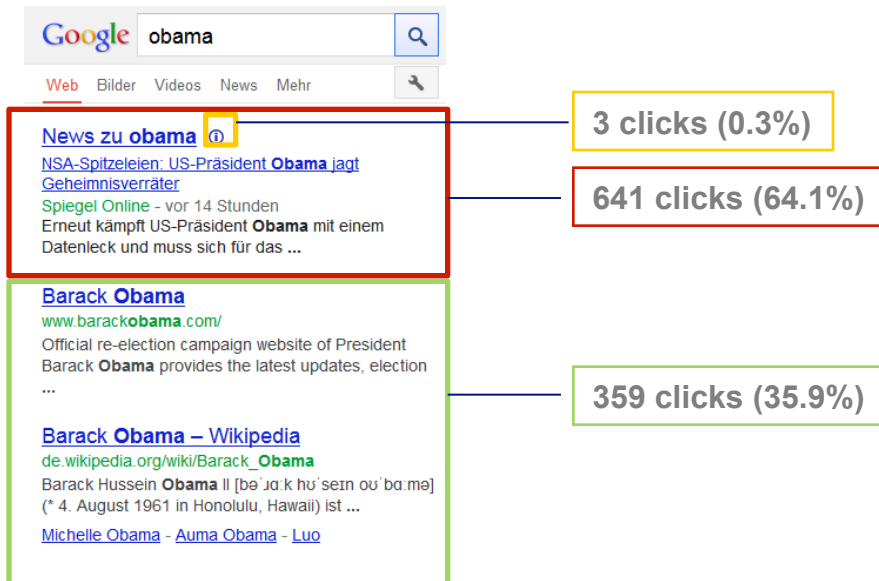 Google obama
Web Bilder Videos News Mehr
News zu obama
NSA-Spitzeleien: US-Präsident Obama jagt
Geheimnisverräter
Spiegel Online - vor 14 Stunden
Erneut kämpft US-Präsident Obama mit einem
Datenleck und muss sich für das ...
Barack Obama
www.barackobama.com/
Official re-election campaign website of President
Barack Obama provides the latest updates, election
...
Barack Obama – Wikipedia
de.wikipedia.org/wiki/Barack_Obama
Barack Hussein Obama II [bəˈɹɑːk hʊˈseɪn oʊˈbɑːmə]
(* 4. August 1961 in Honolulu, Hawaii) ist ...
Michelle Obama - Auma Obama - Luo
3 clicks (0.3%)
641 clicks (64.1%)
359 clicks (35.9%)